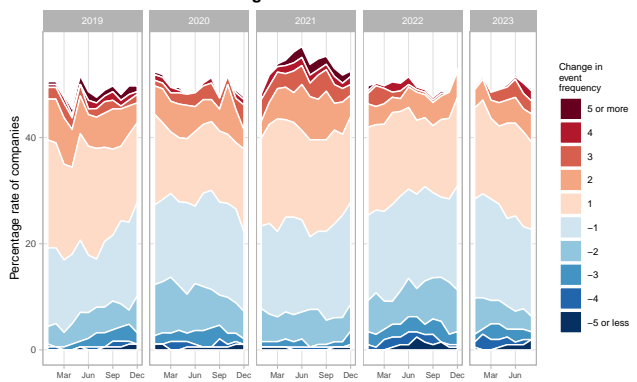 2019 2020 2021 2022 2023
Percentage rate of companies
40
20
0
Mar Jun Sep Dec Mar Jun Sep Dec Mar Jun Sep Dec Mar Jun Sep Dec Mar Jun
Change in
event
frequency
5 or more
4
3
2
1
−1
−2
−3
−4
−5 or less